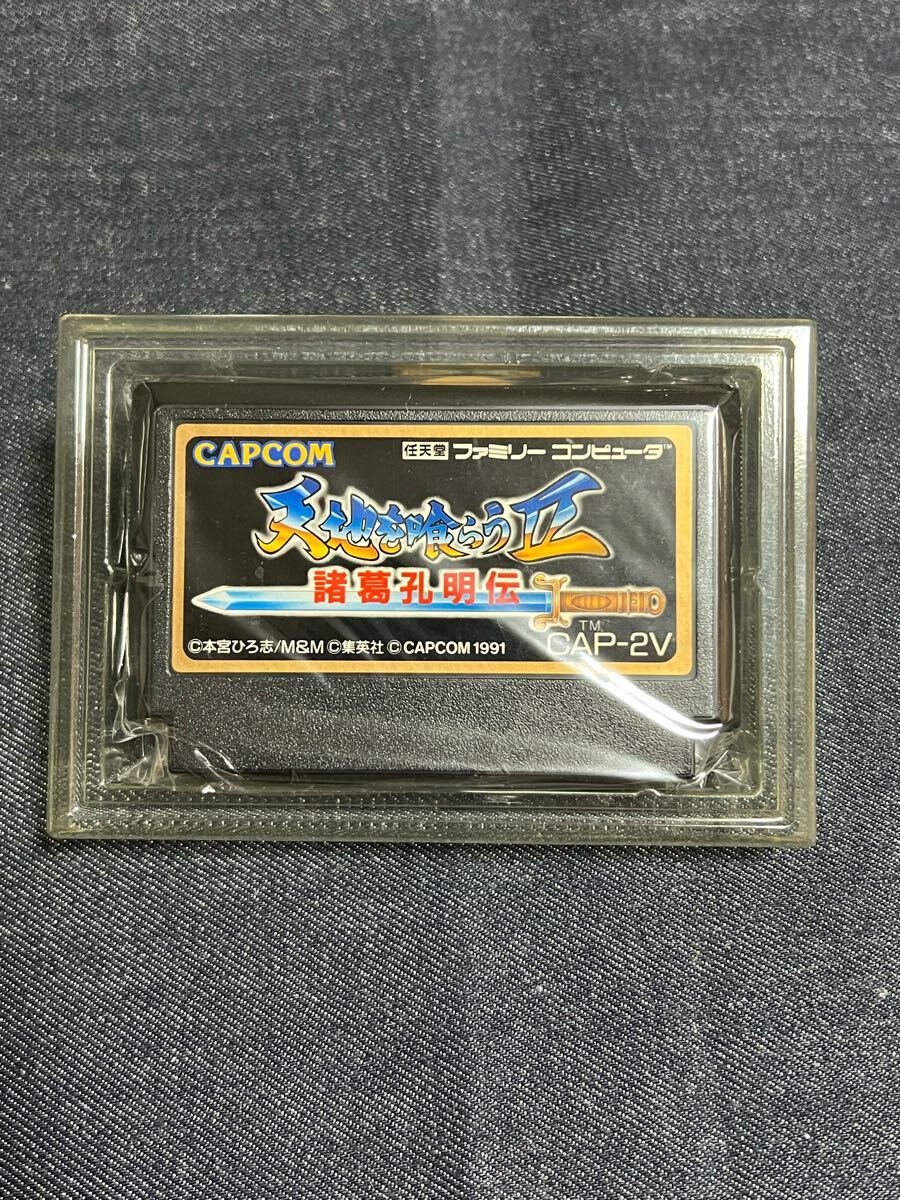 CAPCOM
任天堂 ファミリー コンピュータ™
天地を喰らうII
諸葛孔明伝
TM
©本宮ひろ志/M&M ©集英社 ©CAPCOM 1991 CAP-2V